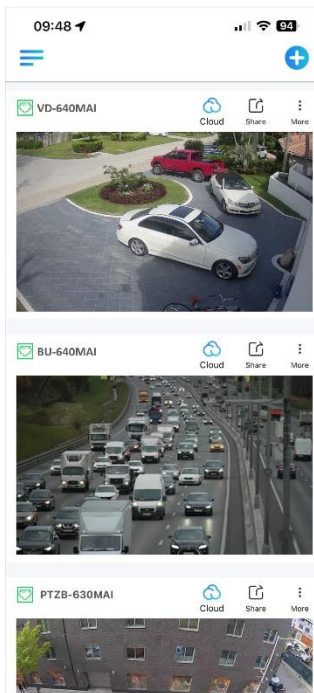 09:48
94
VD-640MAI
Cloud
Share
More
BU-640MAI
Cloud
Share
More
PTZB-630MAI
Cloud
Share
More